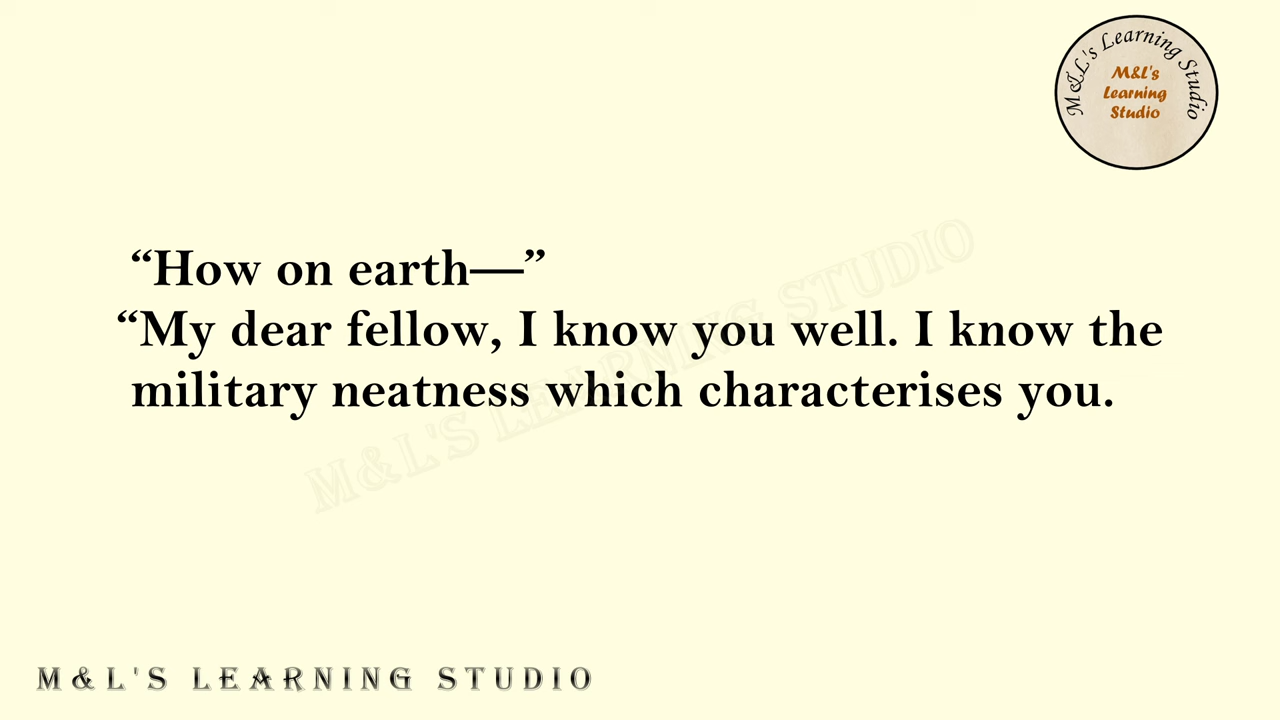 M&L's Learning Studio
M&L's
Learning
Studio
“How on earth—”
“My dear fellow, I know you well. I know the
military neatness which characterises you.
M&L'S LEARNING STUDIO
M&L'S LEARNING STUDIO